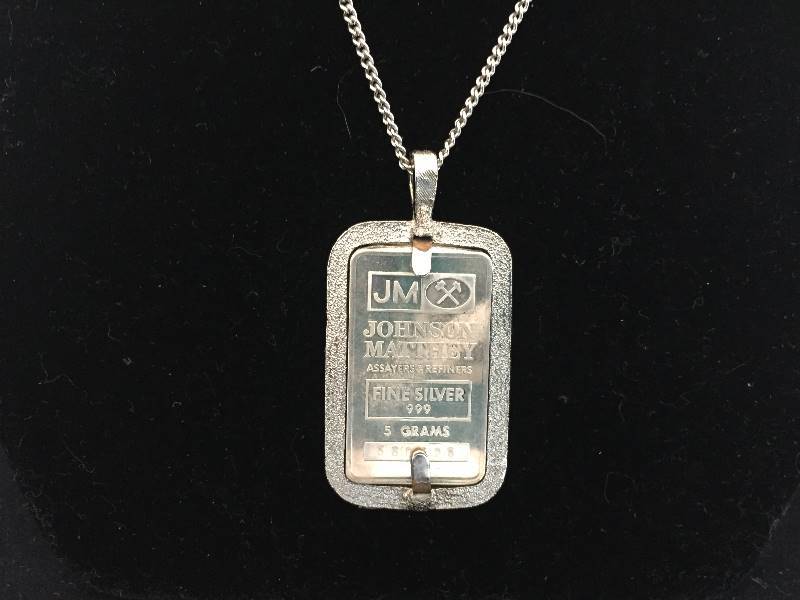 JM
JOHNSON
MATTHEY
ASSAYERS & REFINERS
FINE SILVER
999
5 GRAMS